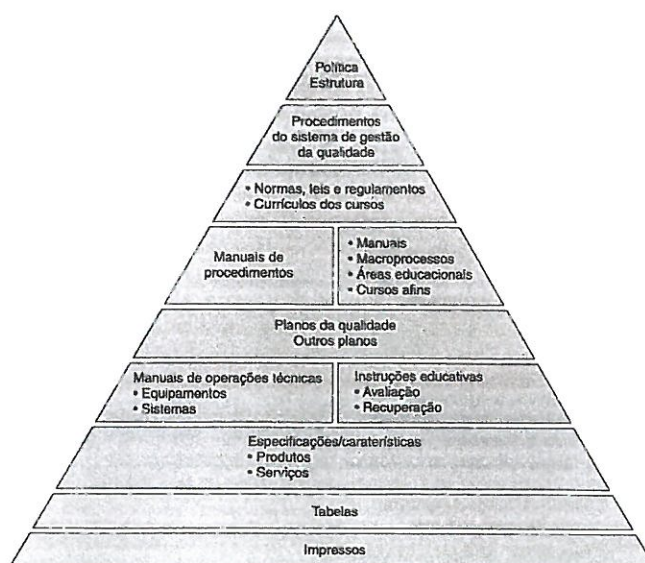 Política
Estrutura
Procedimentos
do sistema de gestão
da qualidade
• Normas, leis e regulamentos
• Currículos dos cursos
Manuais de
procedimentos
• Manuais
• Macroprocessos
• Áreas educacionais
• Cursos afins
Planos da qualidade
Outros planos
Manuais de operações técnicas
• Equipamentos
• Sistemas
Instruções educativas
• Avaliação
• Recuperação
Especificações/caraterísticas
• Produtos
• Serviços
Tabelas
Impressos